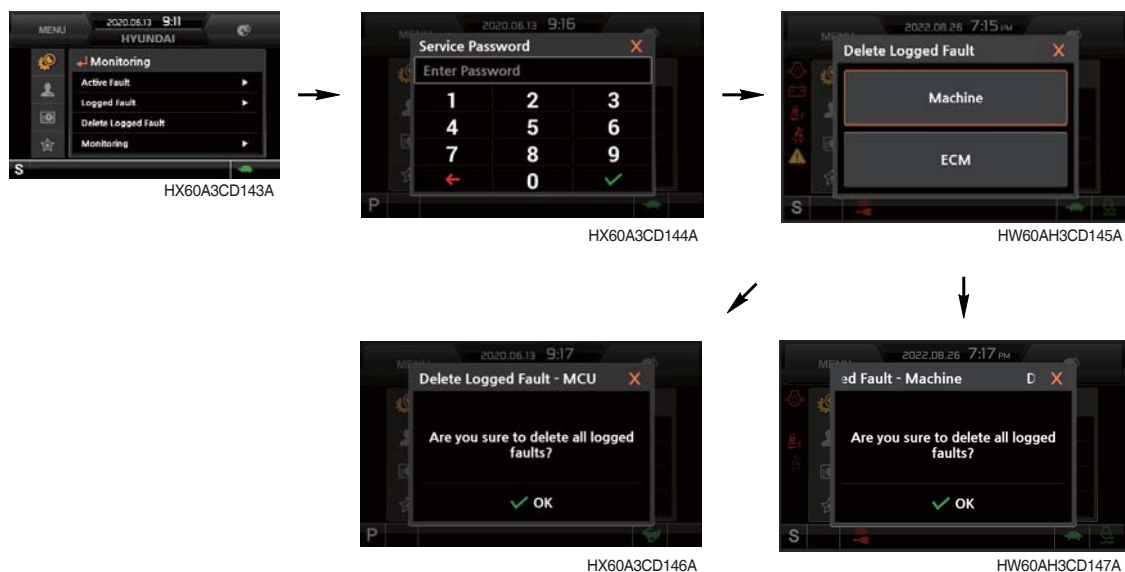 MENU
2020.06.13 9:11
HYUNDAI
Monitoring
Active Fault
Logged Fault
Delete Logged Fault
Monitoring
S
HX60A3CD143A
2020.06.13 9:16
Service Password X
Enter Password
1 2 3
4 5 6
7 8 9
0
P
HX60A3CD144A
2022.08.26 7:15 PM
Delete Logged Fault X
Machine
ECM
S
HW60AH3CD145A
2020.06.13 9:17
Delete Logged Fault - MCU X
Are you sure to delete all logged
faults?
OK
P
HX60A3CD146A
2022.08.26 7:17 PM
ed Fault - Machine D X
Are you sure to delete all logged
faults?
OK
S
HW60AH3CD147A